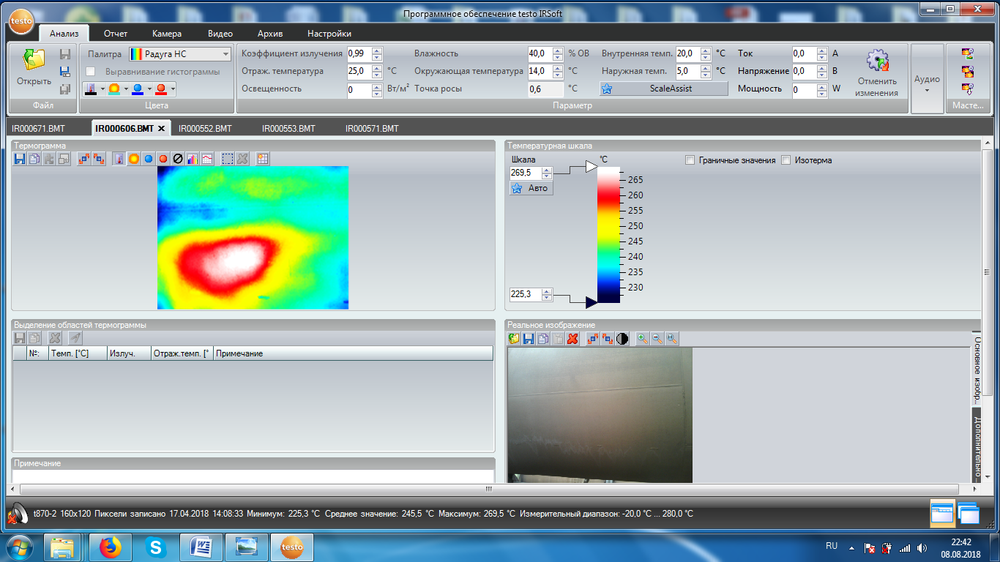 Программное обеспечение testo IRSoft
testo
Анализ Отчет Камера Видео Архив Настройки
Открыть
Файл
Палитра Радуга HC
Выравнивание гистограммы
Цвета
Коэффициент излучения 0,99 Влажность 40,0 % ОВ Внутренняя темп. 20,0 °C Ток 0,0 A
Отраж. температура 25,0 °C Окружающая температура 14,0 °C Наружная темп. 5,0 °C Напряжение 0,0 В
Освещенность 0 Вт/м² Точка росы 0,6 °C ScaleAssist Мощность 0 W
Отменить
изменения
Параметр
Аудио
Масте...
IR000671.BMT IR000606.BMT IR000552.BMT IR000553.BMT IR000571.BMT
Термограмма
Температурная шкала
Шкала °C
269,5
Авто
225,3
265
260
255
250
245
240
235
230
Граничные значения Изотерма
Выделение областей термограммы
№: Темп. [°C] Излуч. Отраж.темп. [° Примечание
Реальное изображение
Основное изобр...
Дополнительно...
Примечание
t870-2 160x120 Пиксели записано 17.04.2018 14:08:33 Минимум: 225,3 °C Среднее значение: 245,5 °C Максимум: 269,5 °C Измерительный диапазон: -20,0 °C ... 280,0 °C
testo
RU
22:42
08.08.2018